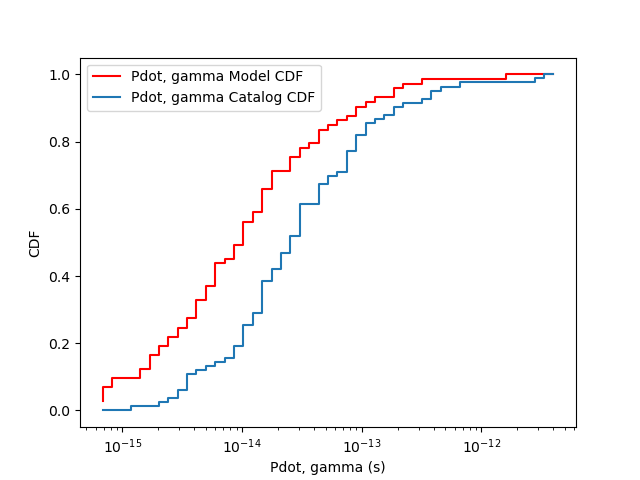 Pdot, gamma Model CDF
Pdot, gamma Catalog CDF
CDF
1.0
0.8
0.6
0.4
0.2
0.0
10⁻¹⁵ 10⁻¹⁴ 10⁻¹³ 10⁻¹²
Pdot, gamma (s)